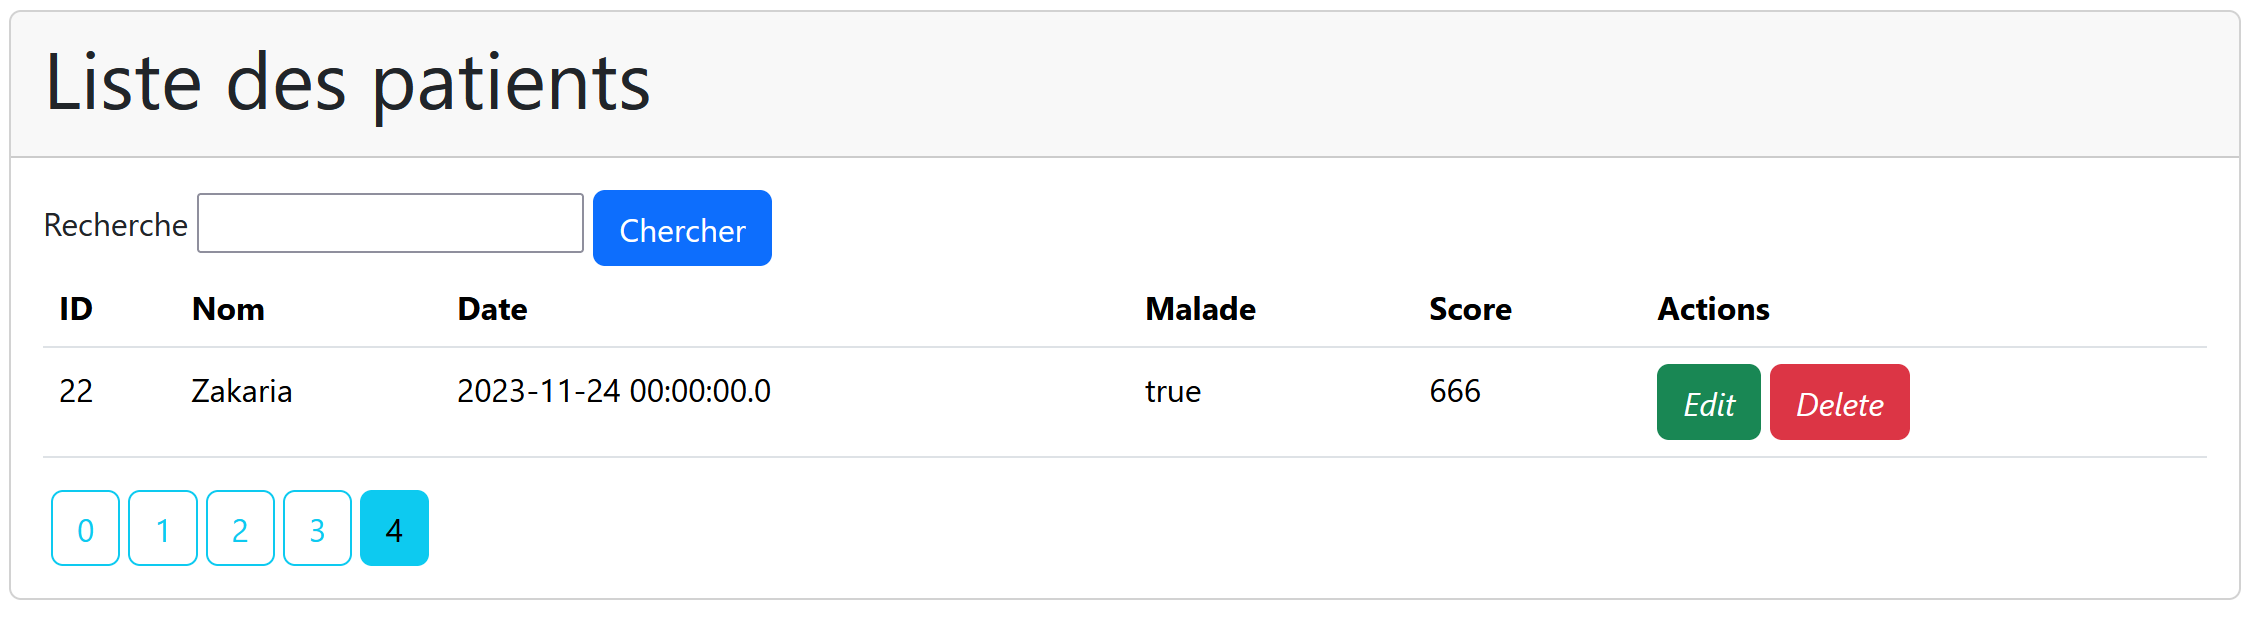 Liste des patients
Recherche Chercher
ID Nom Date Malade Score Actions
22 Zakaria 2023-11-24 00:00:00.0 true 666 Edit Delete
0 1 2 3 4